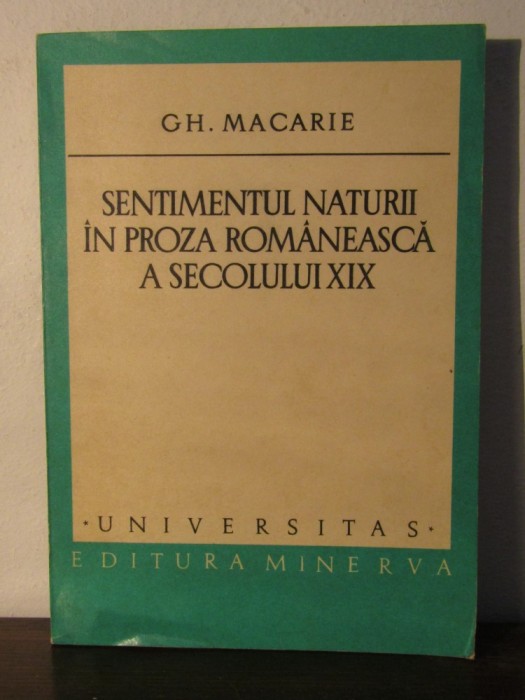 GH. MACARIE
SENTIMENTUL NATURII
ÎN PROZA ROMÂNEASCĂ
A SECOLULUI XIX
· UNIVERSITAS ·
EDITURA MINERVA